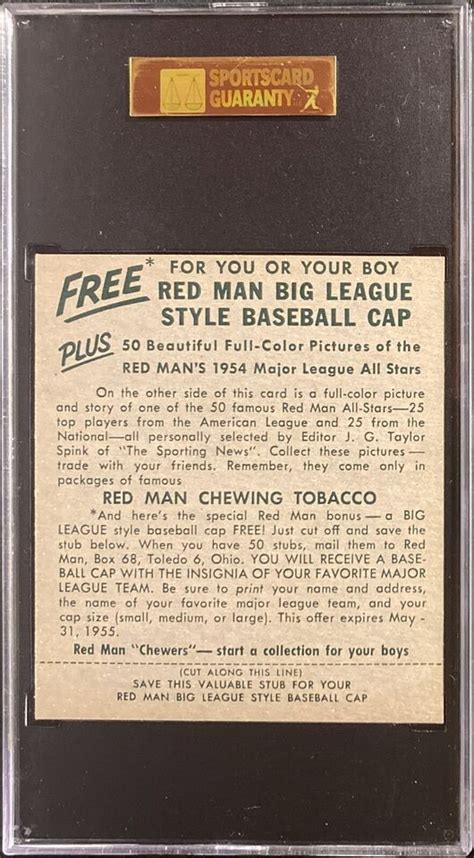 SPORTSCARD
GUARANTY
FREE* FOR YOU OR YOUR BOY
RED MAN BIG LEAGUE
STYLE BASEBALL CAP
PLUS 50 Beautiful Full-Color Pictures of the
RED MAN'S 1954 Major League All Stars
On the other side of this card is a full-color picture
and story of one of the 50 famous Red Man All-Stars—25
top players from the American League and 25 from the
National—all personally selected by Editor J. G. Taylor
Spink of "The Sporting News". Collect these pictures—
trade with your friends. Remember, they come only in
packages of famous
RED MAN CHEWING TOBACCO
*And here's the special Red Man bonus—a BIG
LEAGUE style baseball cap FREE! Just cut off and save the
stub below. When you have 50 stubs, mail them to Red
Man, Box 68, Toledo 6, Ohio. YOU WILL RECEIVE A BASE-
BALL CAP WITH THE INSIGNIA OF YOUR FAVORITE MAJOR
LEAGUE TEAM. Be sure to print your name and address,
the name of your favorite major league team, and your
cap size (small, medium, or large). This offer expires May -
31, 1955.
Red Man "Chewers"— start a collection for your boys
(CUT ALONG THIS LINE)
SAVE THIS VALUABLE STUB FOR YOUR
RED MAN BIG LEAGUE STYLE BASEBALL CAP